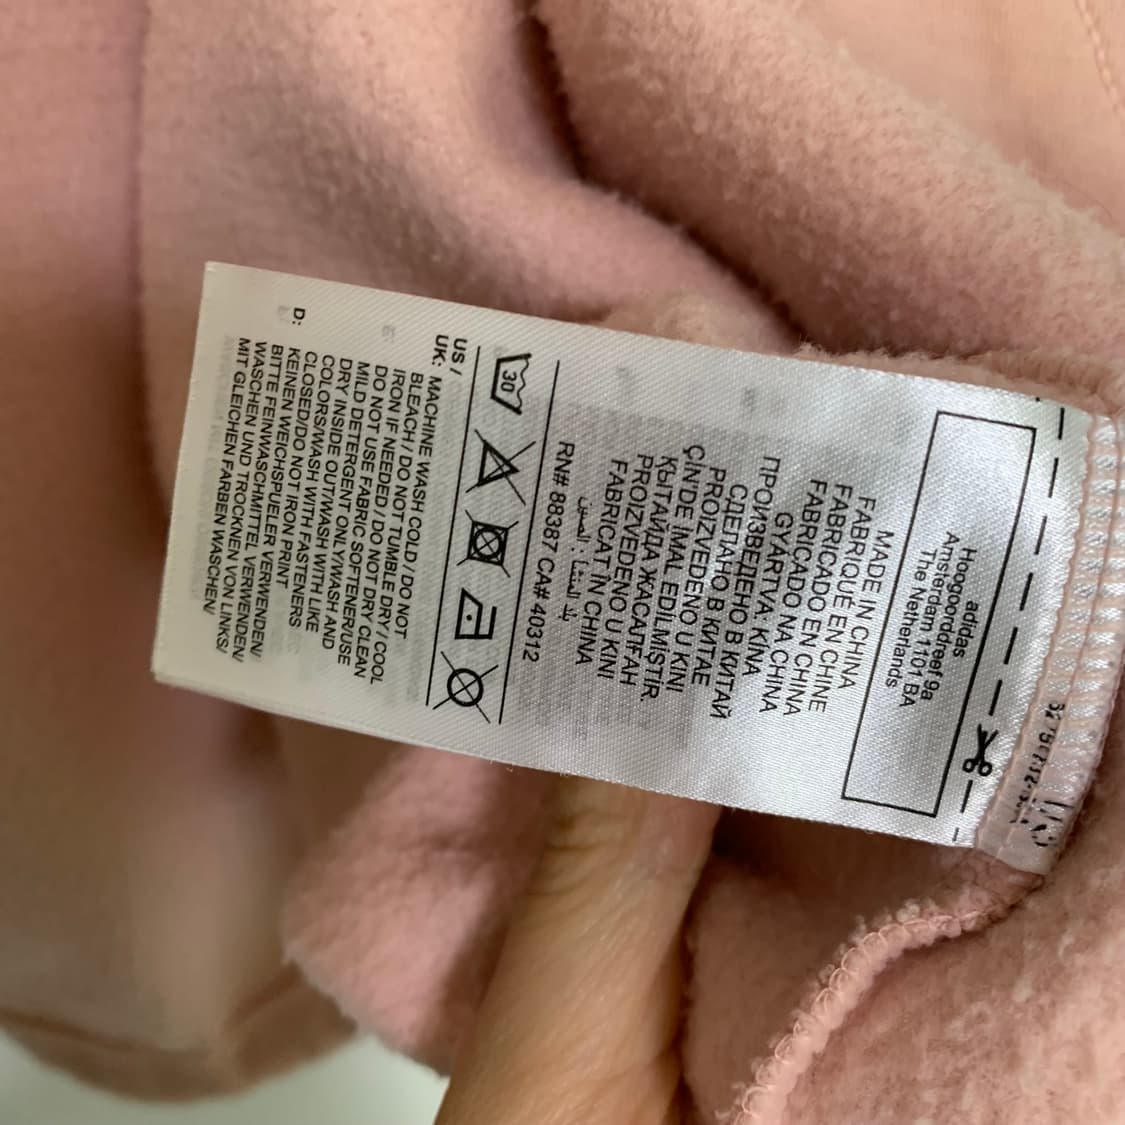 adidas
Hoogoorddreef 9a
Amsterdam 1101 BA
The Netherlands
MADE IN CHINA
FABRIQUÉ EN CHINE
FABRICADO EN CHINA
FABRICADO NA CHINA
GYÁRTVA: KÍNA
ПРОИЗВЕДЕНО В КИТАЙ
СДЕЛАНО В КИТАЕ
PROIZVEDENO U KINI
ÇİN'DE İMAL EDİLMİŞTİR.
ҚЫТАЙДА ЖАСАЛҒАН
PROIZVEDENO U KINI
FABRICAT ÎN CHINA
بلد المنشأ : الصين
RN# 88387 CA# 40312
30
US /
UK: MACHINE WASH COLD / DO NOT
BLEACH / DO NOT TUMBLE DRY / COOL
IRON IF NEEDED / DO NOT DRY CLEAN
DO NOT USE FABRIC SOFTENER/USE
MILD DETERGENT ONLY/WASH AND
DRY INSIDE OUT/WASH WITH LIKE
COLORS/WASH WITH FASTENERS
CLOSED/DO NOT IRON PRINT
D: KEINEN WEICHSPUELER VERWENDEN/
BITTE FEINWASCHMITTEL VERWENDEN/
WASCHEN UND TROCKNEN VON LINKS/
MIT GLEICHEN FARBEN WASCHEN/